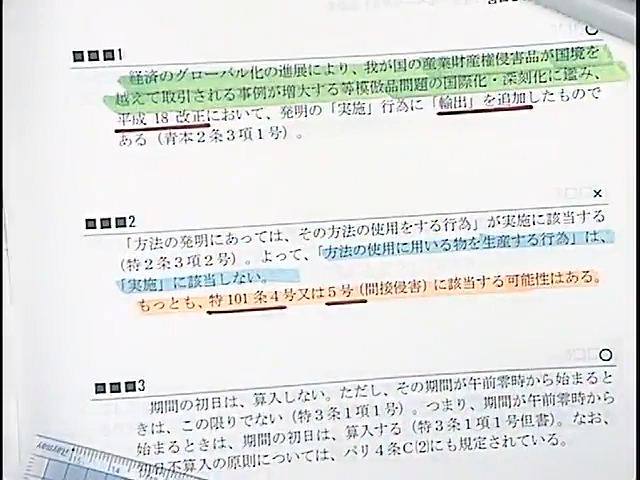 ■■■1
○
経済のグローバル化の進展により、我が国の産業財産権侵害品が国境を
越えて取引される事例が増大する等模倣品問題の国際化・深刻化に鑑み、
平成18改正において、発明の「実施」行為に「輸出」を追加したもので
ある（青本2条3項1号）。
■■■2
×
「方法の発明にあっては、その方法の使用をする行為」が実施に該当する
（特2条3項2号）。よって、「方法の使用に用いる物を生産する行為」は、
「実施」に該当しない。
もっとも、特101条4号又は5号（間接侵害）に該当する可能性はある。
■■■3
○
期間の初日は、算入しない。ただし、その期間が午前零時から始まると
きは、この限りでない（特3条1項1号）。つまり、期間が午前零時から
始まるときは、期間の初日は、算入する（特3条1項1号但書）。なお、
初日不算入の原則については、パリ4条C(2)にも規定されている。